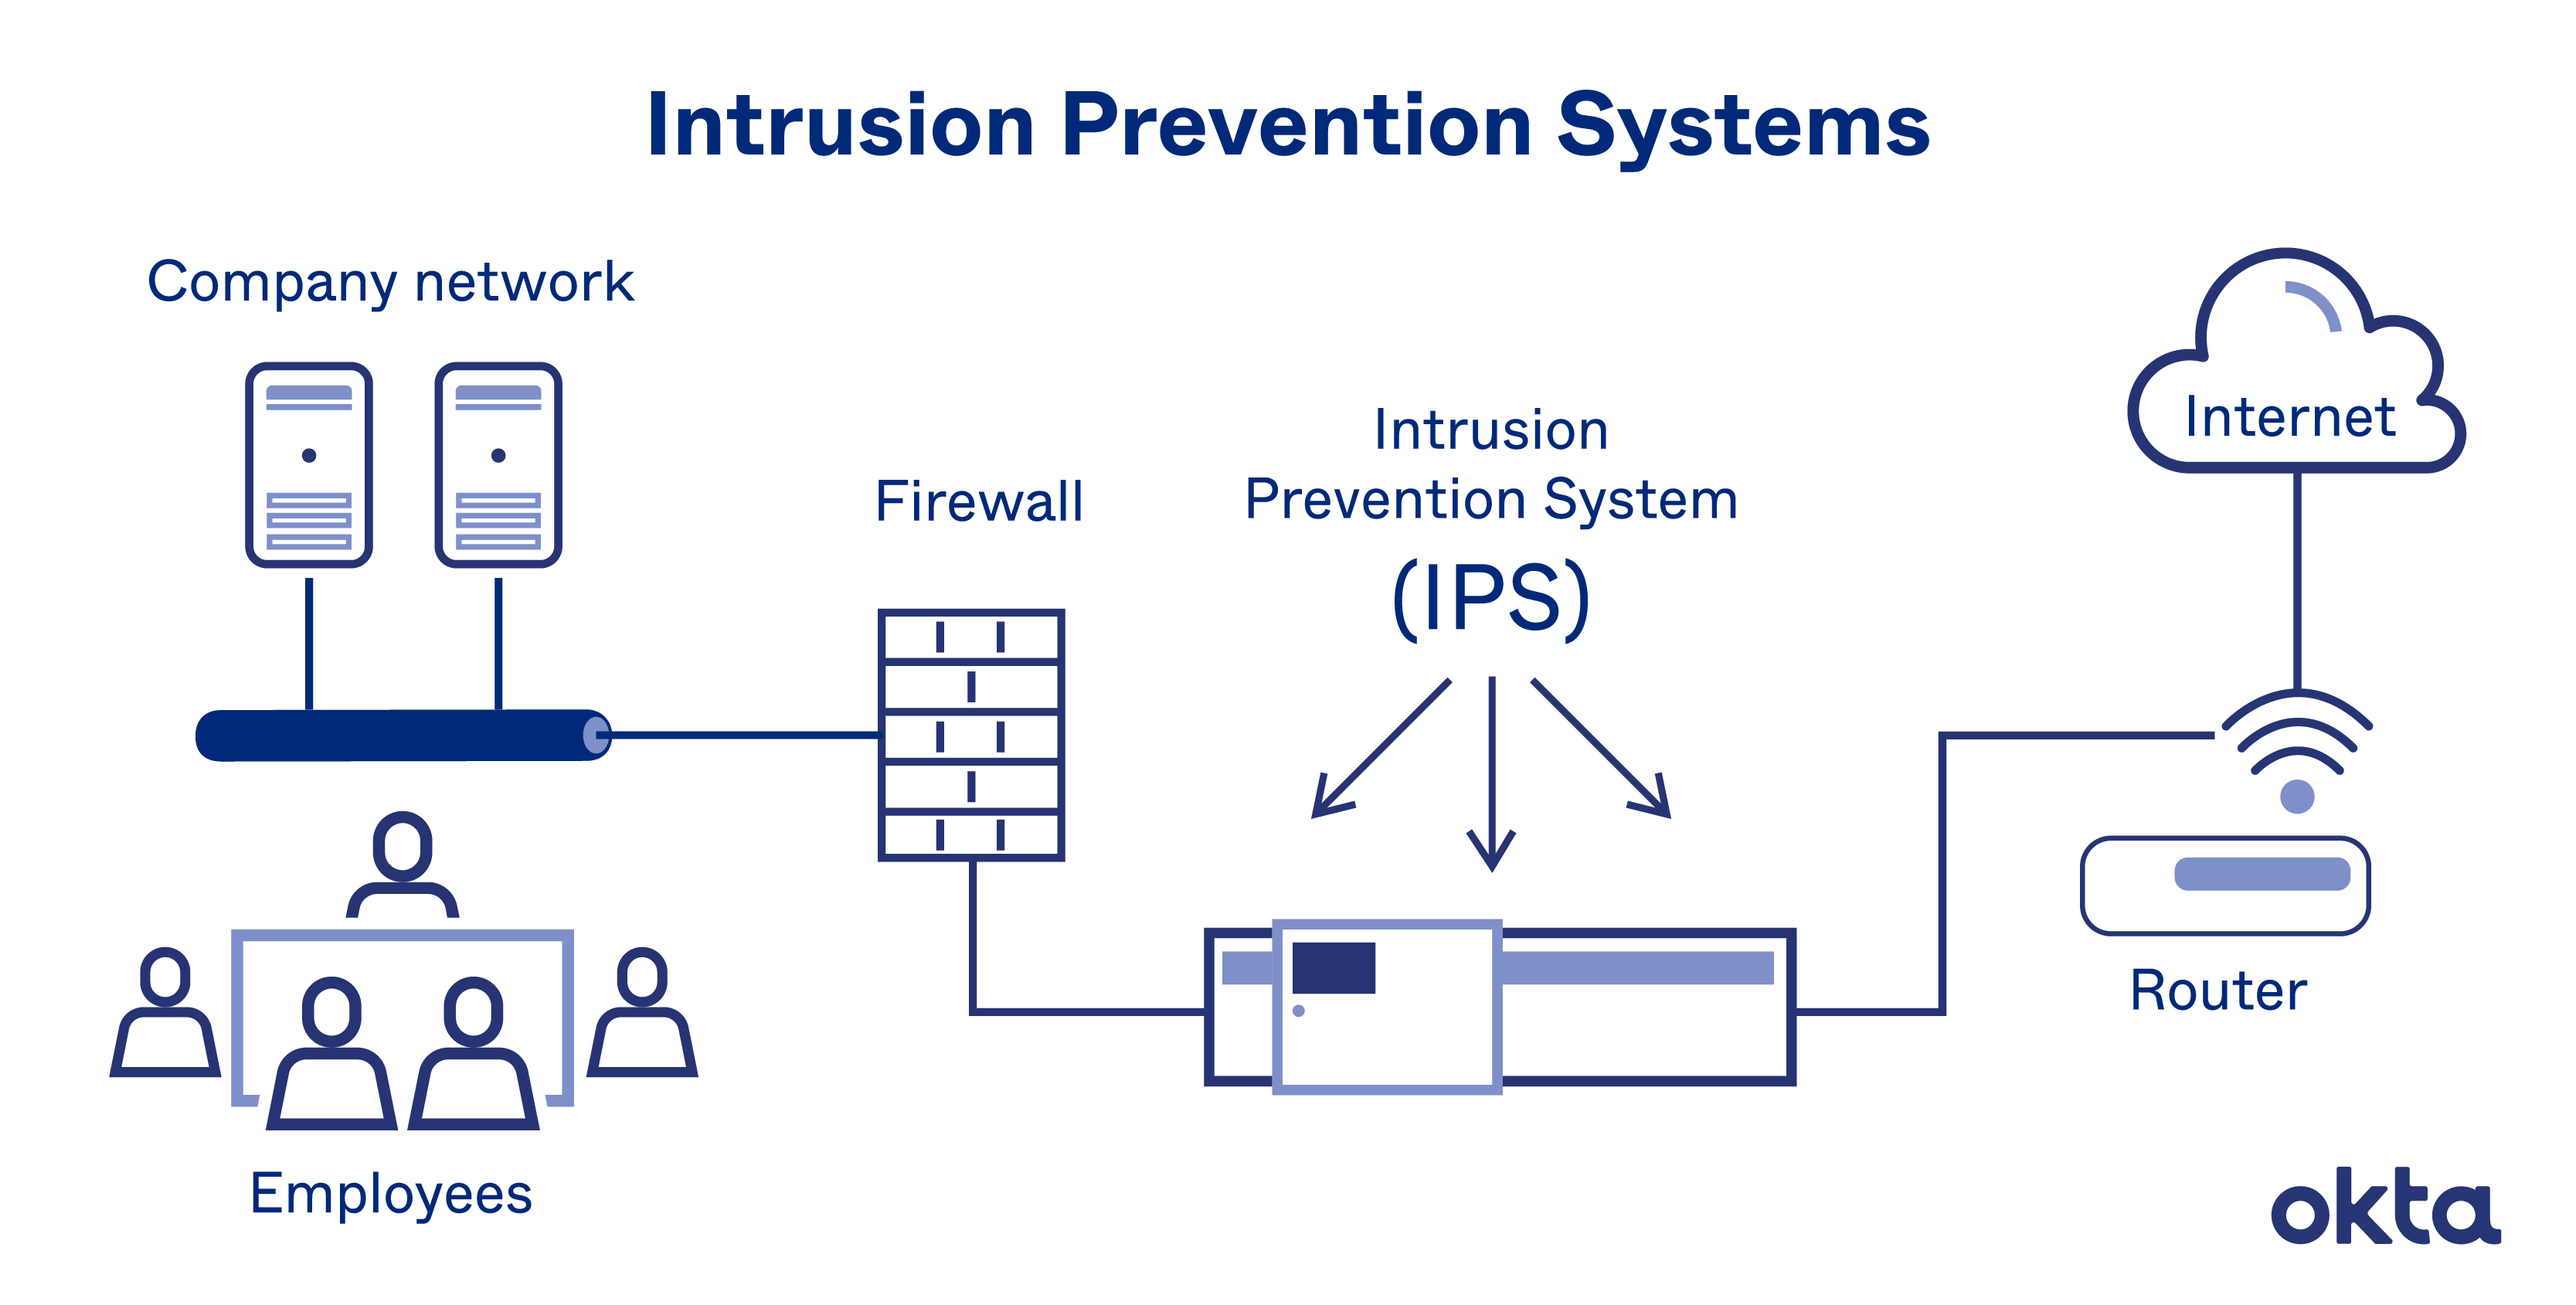 Intrusion Prevention Systems
Company network
Firewall
Intrusion
Prevention System
(IPS)
Internet
Router
Employees
okta